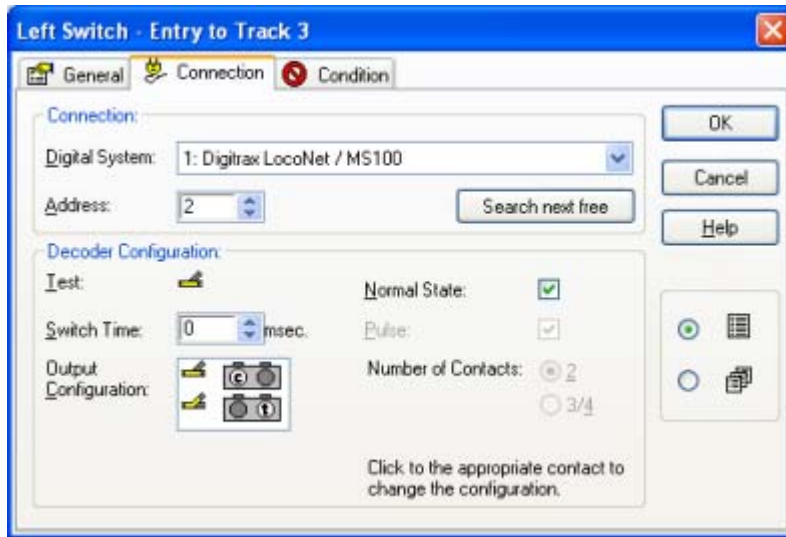 Left Switch - Entry to Track 3
General Connection Condition
Connection:
Digital System: 1: Digitrax LocoNet / MS100
Address: 2 Search next free
Decoder Configuration:
Test: Normal State:
Switch Time: 0 msec. Pulse:
Output Configuration: c t Number of Contacts: 2
3/4
Click to the appropriate contact to
change the configuration.
OK
Cancel
Help